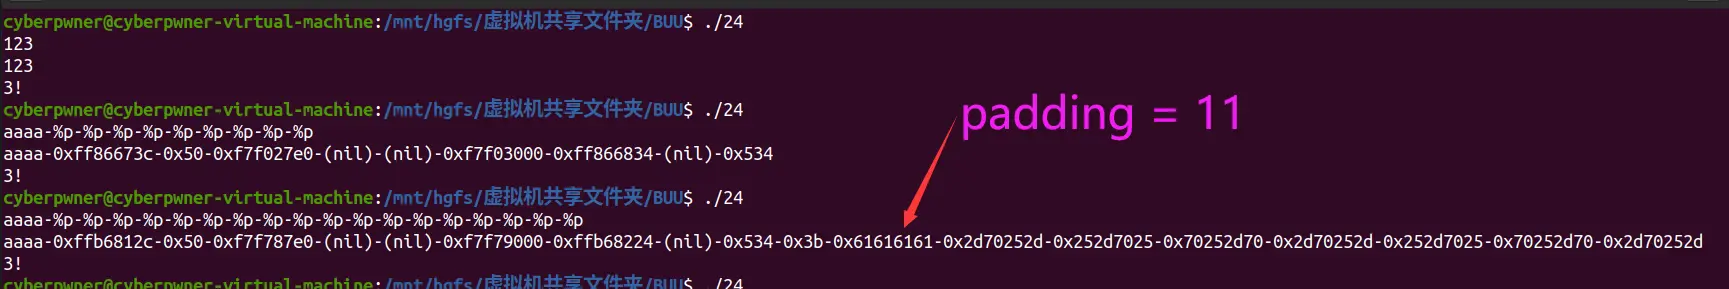 cyberpwner@cyberpwner-virtual-machine:/mnt/hgfs/虚拟机共享文件夹/BUU$ ./24
123
123
3!
cyberpwner@cyberpwner-virtual-machine:/mnt/hgfs/虚拟机共享文件夹/BUU$ ./24
padding = 11
aaaa-%p-%p-%p-%p-%p-%p-%p-%p-%p
aaaa-0xff86673c-0x50-0xf7f027e0-(nil)-(nil)-0xf7f03000-0xff866834-(nil)-0x534
3!
cyberpwner@cyberpwner-virtual-machine:/mnt/hgfs/虚拟机共享文件夹/BUU$ ./24
aaaa-%p-%p-%p-%p-%p-%p-%p-%p-%p-%p-%p-%p-%p-%p-%p-%p-%p-%p
aaaa-0xffb6812c-0x50-0xf7f787e0-(nil)-(nil)-0xf7f79000-0xffb68224-(nil)-0x534-0x3b-0x61616161-0x2d70252d-0x252d7025-0x70252d70-0x2d70252d-0x252d7025-0x70252d70-0x2d70252d
3!
cyberpwner@cyberpwner-virtual-machine:/mnt/hgfs/虚拟机共享文件夹/BUU$ ./24